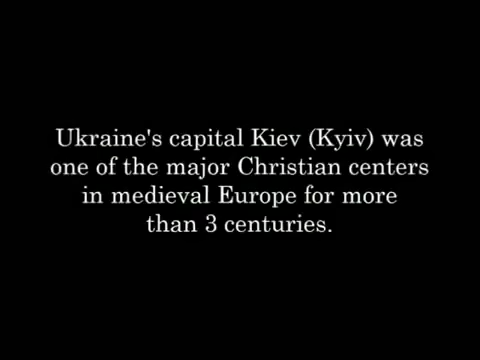 Ukraine's capital Kiev (Kyiv) was
one of the major Christian centers
in medieval Europe for more
than 3 centuries.